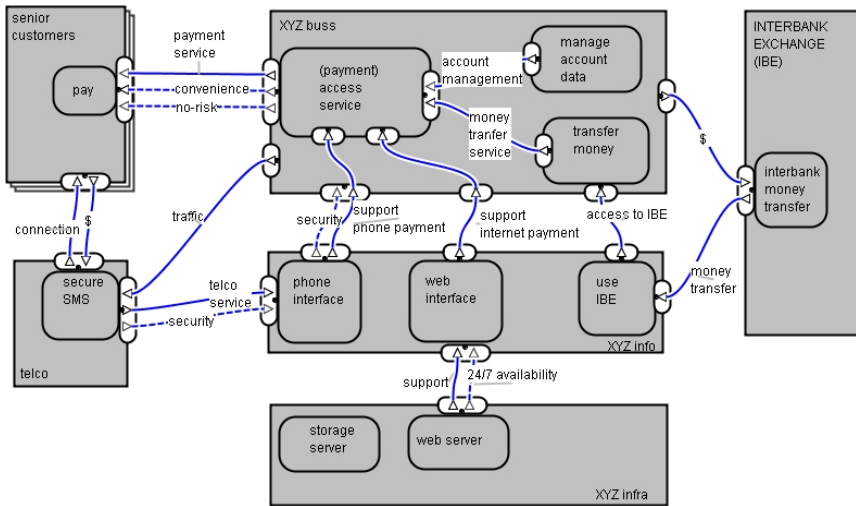 senior
customers
pay
payment
service
convenience
no-risk
XYZ buss
(payment)
access
service
account
management
manage
account
data
money
tranfer
service
transfer
money
INTERBANK
EXCHANGE
(IBE)
$
interbank
money
transfer
connection
$
traffic
security
support
phone payment
support
internet payment
access to IBE
money
transfer
secure
SMS
telco
service
security
telco
phone
interface
web
interface
use
IBE
XYZ info
support
24/7 availability
storage
server
web server
XYZ infra